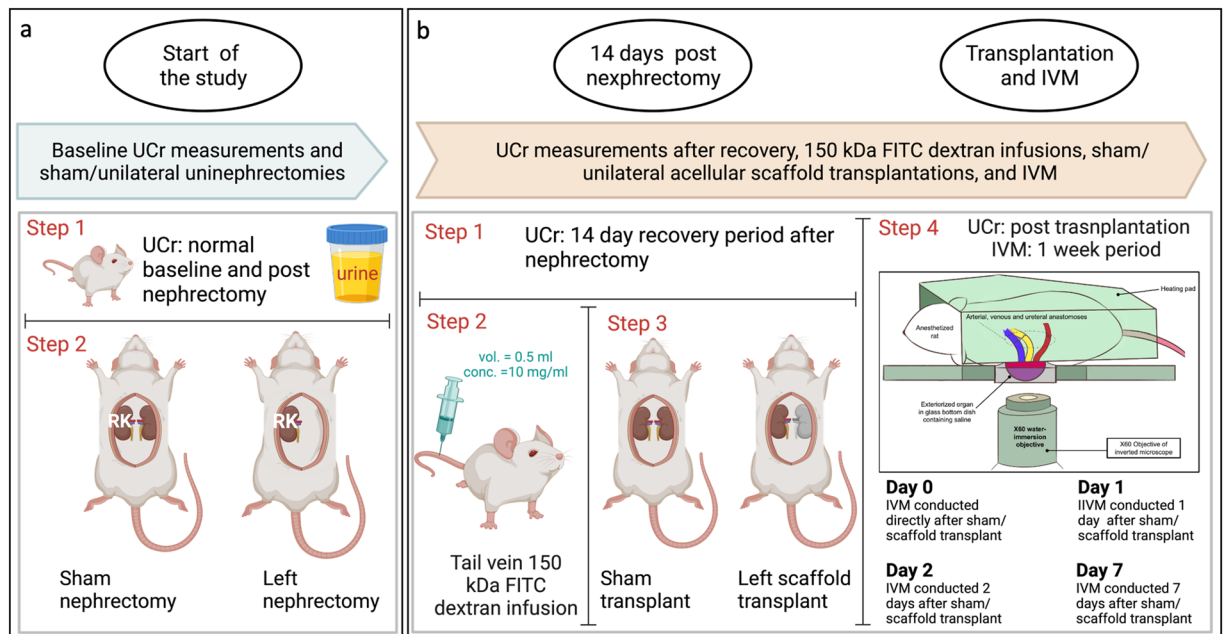 a
Start of
the study
Baseline UCr measurements and
sham/unilateral uninephrectomies
Step 1
UCr: normal
baseline and post
nephrectomy
urine
Step 2
RK
RK
Sham
nephrectomy
Left
nephrectomy
b
14 days post
nexphrectomy
Transplantation
and IVM
UCr measurements after recovery, 150 kDa FITC dextran infusions, sham/
unilateral acellular scaffold transplantations, and IVM
Step 1
UCr: 14 day recovery period after
nephrectomy
Step 2
vol. = 0.5 ml
conc. =10 mg/ml
Tail vein 150
kDa FITC
dextran infusion
Step 3
Sham
transplant
Left scaffold
transplant
Step 4
UCr: post trasnplantation
IVM: 1 week period
Heating pad
Arterial, venous and ureteral anastomoses
Anesthetized
rat
Exteriorized organ
in glass bottom dish
containing saline
X60 water-
immersion
objective
X60 Objective of
inverted microscope
Day 0
IVM conducted
directly after sham/
scaffold transplant
Day 1
IIVM conducted 1
day after sham/
scaffold transplant
Day 2
IVM conducted 2
days after sham/
scaffold transplant
Day 7
IVM conducted 7
days after sham/
scaffold transplant